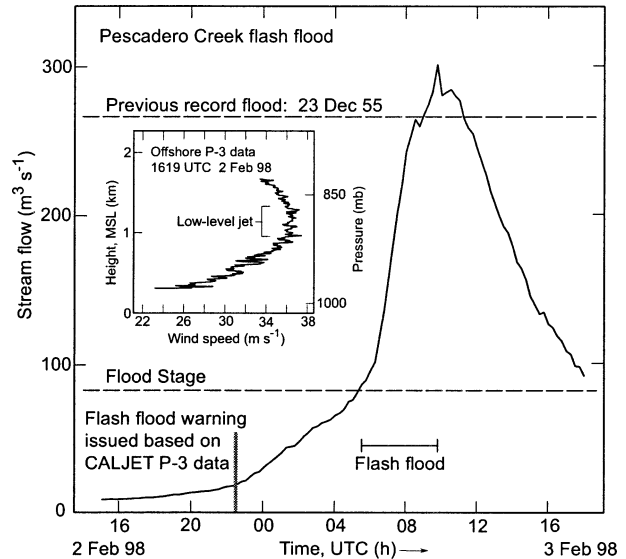 Pescadero Creek flash flood
300
Previous record flood: 23 Dec 55
Offshore P-3 data
1619 UTC 2 Feb 98
2
1
0
Height, MSL (km)
Low-level jet
850
1000
Pressure (mb)
22 26 30 34 38
Wind speed (m s-1)
200
Stream flow (m3 s-1)
100
Flood Stage
Flash flood warning
issued based on
CALJET P-3 data
Flash flood
0
16 20 00 04 08 12 16
2 Feb 98 Time, UTC (h) → 3 Feb 98